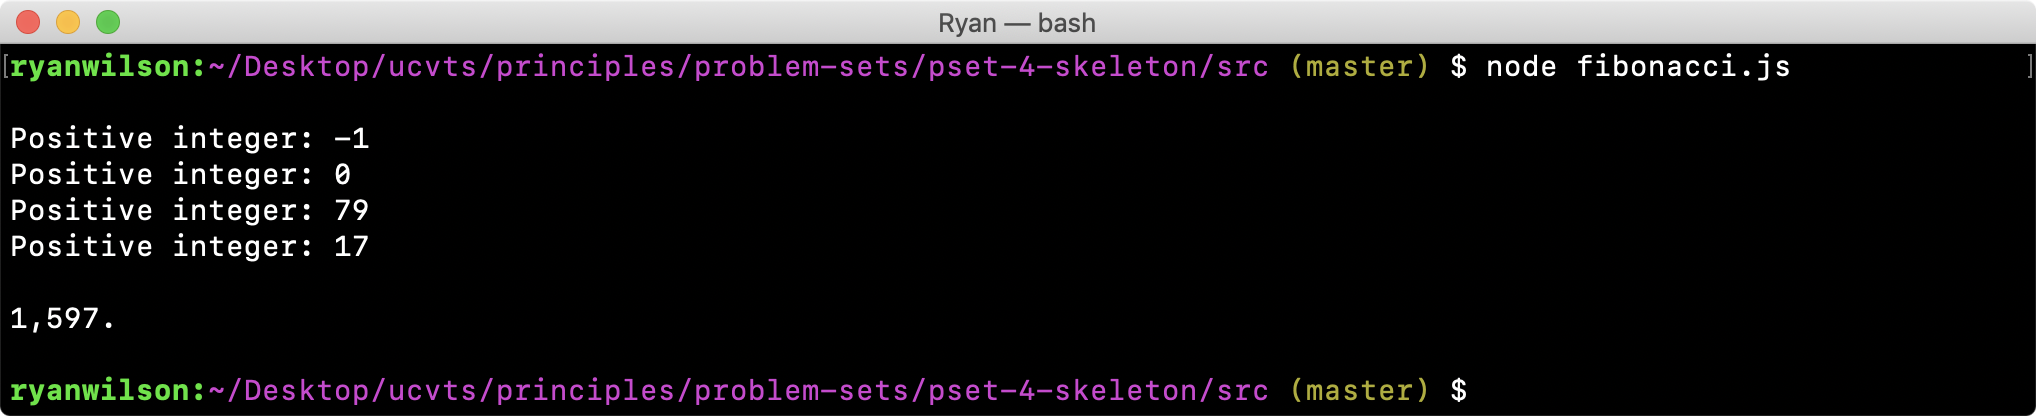 Ryan — bash
[ryanwilson:~/Desktop/ucvts/principles/problem-sets/pset-4-skeleton/src (master) $ node fibonacci.js ]
Positive integer: -1
Positive integer: 0
Positive integer: 79
Positive integer: 17
1,597.
ryanwilson:~/Desktop/ucvts/principles/problem-sets/pset-4-skeleton/src (master) $